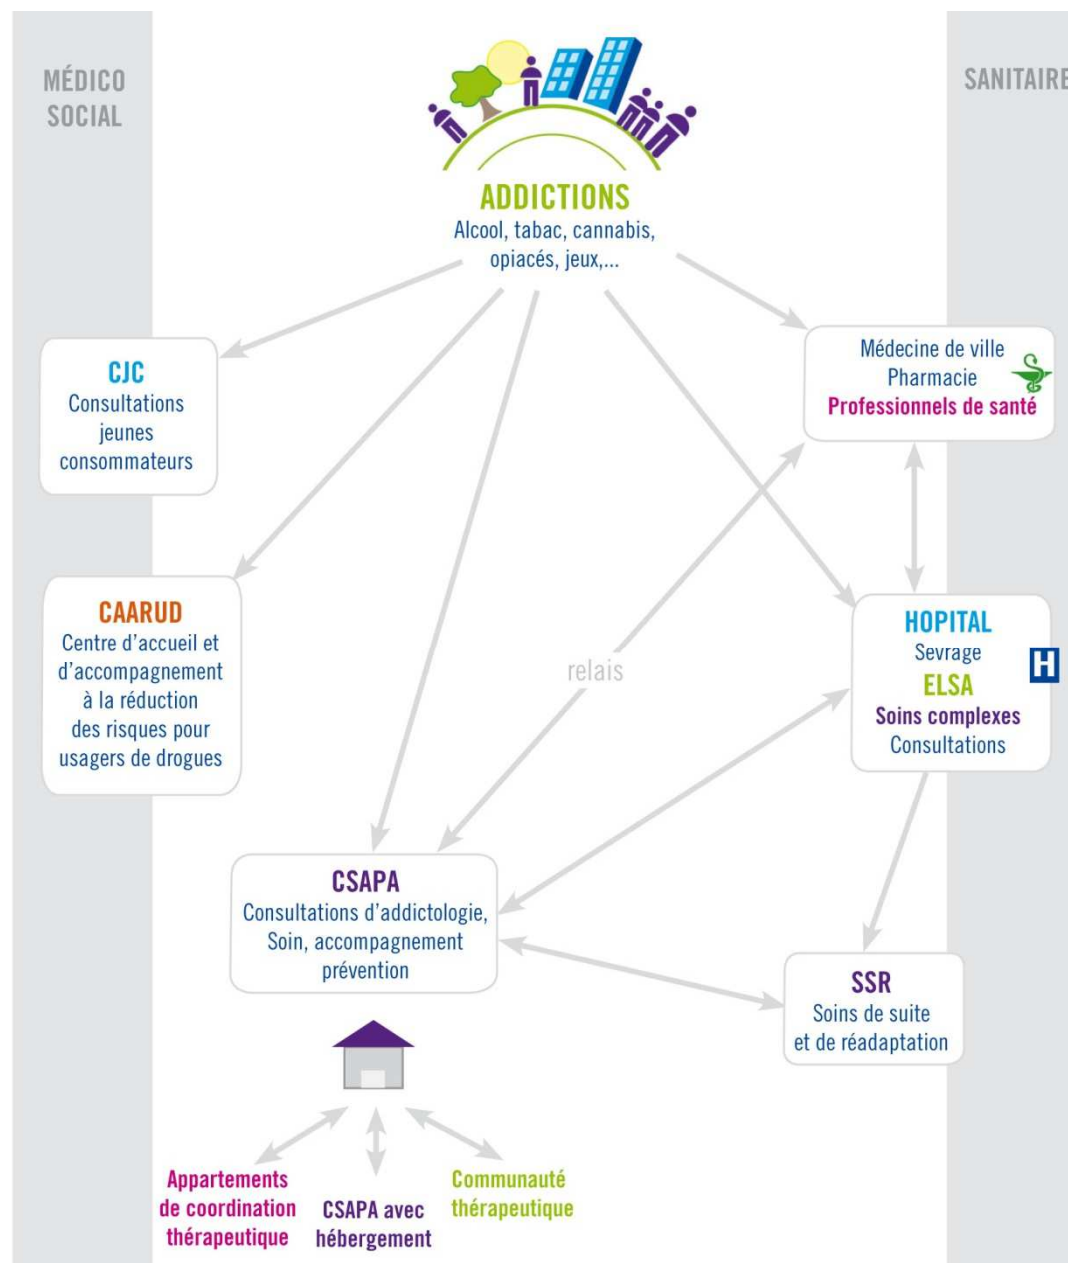 MÉDICO
SOCIAL
SANITAIRE
ADDICTIONS
Alcool, tabac, cannabis,
opiacés, jeux,...
CJC
Consultations
jeunes
consommateurs
Médecine de ville
Pharmacie
Professionnels de santé
CAARUD
Centre d'accueil et
d'accompagnement
à la réduction
des risques pour
usagers de drogues
HOPITAL
Sevrage
ELSA
Soins complexes
Consultations
H
relais
CSAPA
Consultations d'addictologie,
Soin, accompagnement
prévention
SSR
Soins de suite
et de réadaptation
Appartements
de coordination
thérapeutique
CSAPA avec
hébergement
Communauté
thérapeutique